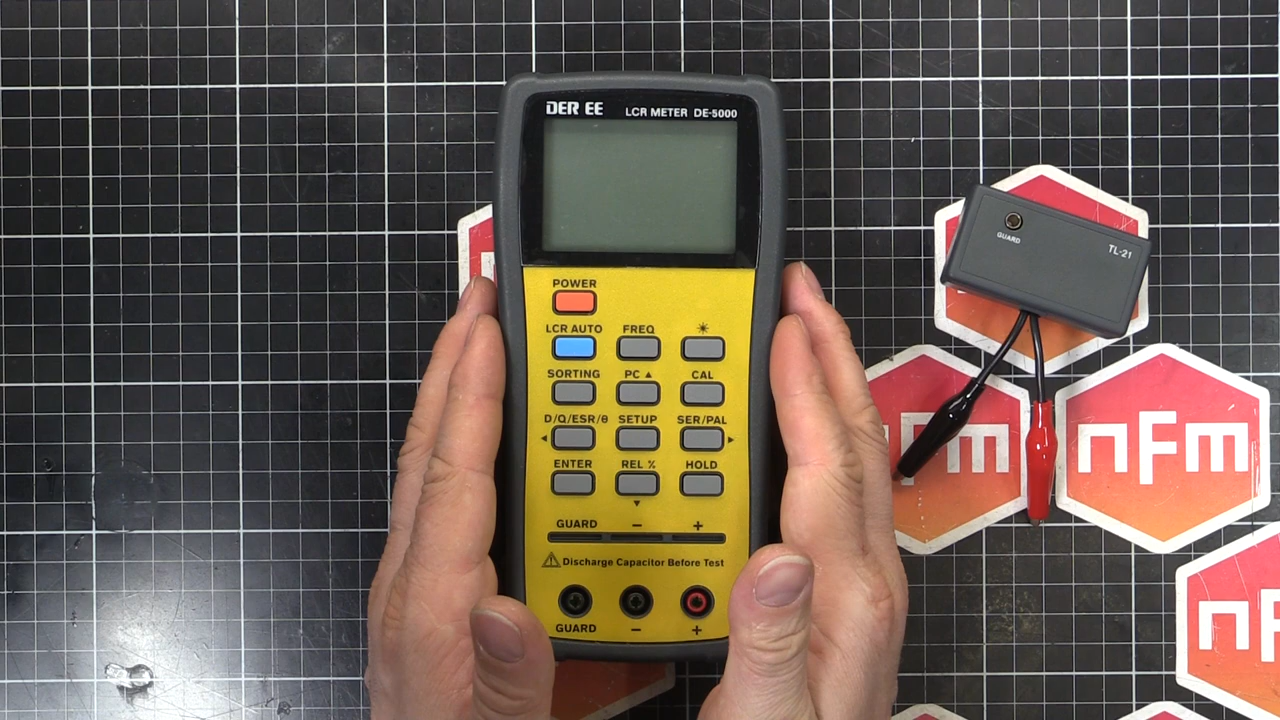 DER EE LCR METER DE-5000
POWER
LCR AUTO FREQ ☀
SORTING PC ▲ CAL
D/Q/ESR/θ SETUP SER/PAL
◄ ►
ENTER REL % HOLD
▼
GUARD − +
⚠ Discharge Capacitor Before Test
GUARD − +
GUARD
TL-21
nFm
nFm